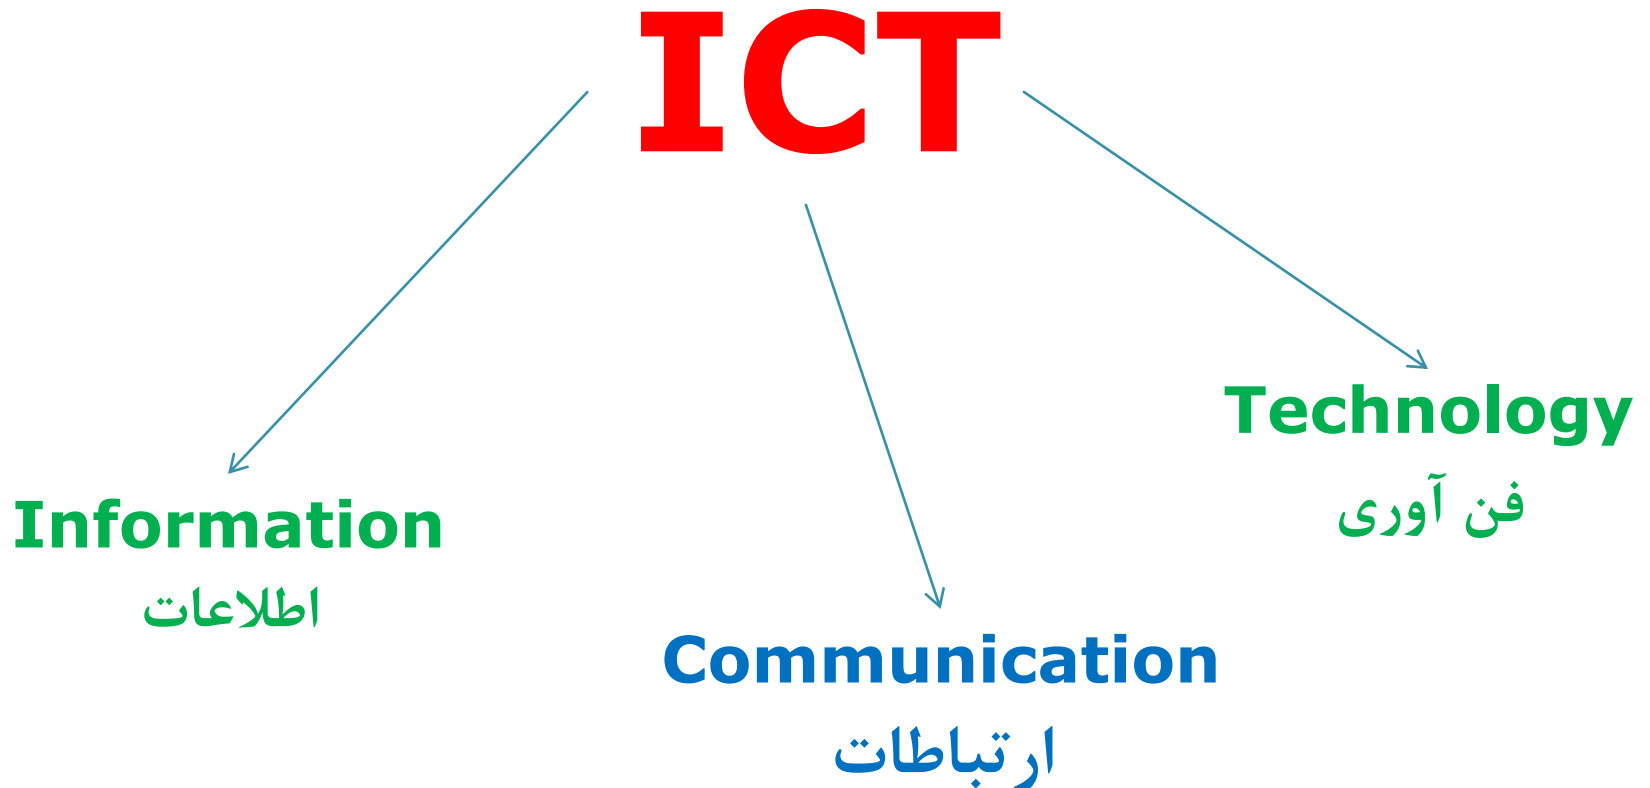 ICT
Information
اطلاعات
Communication
ارتباطات
Technology
فن آوری